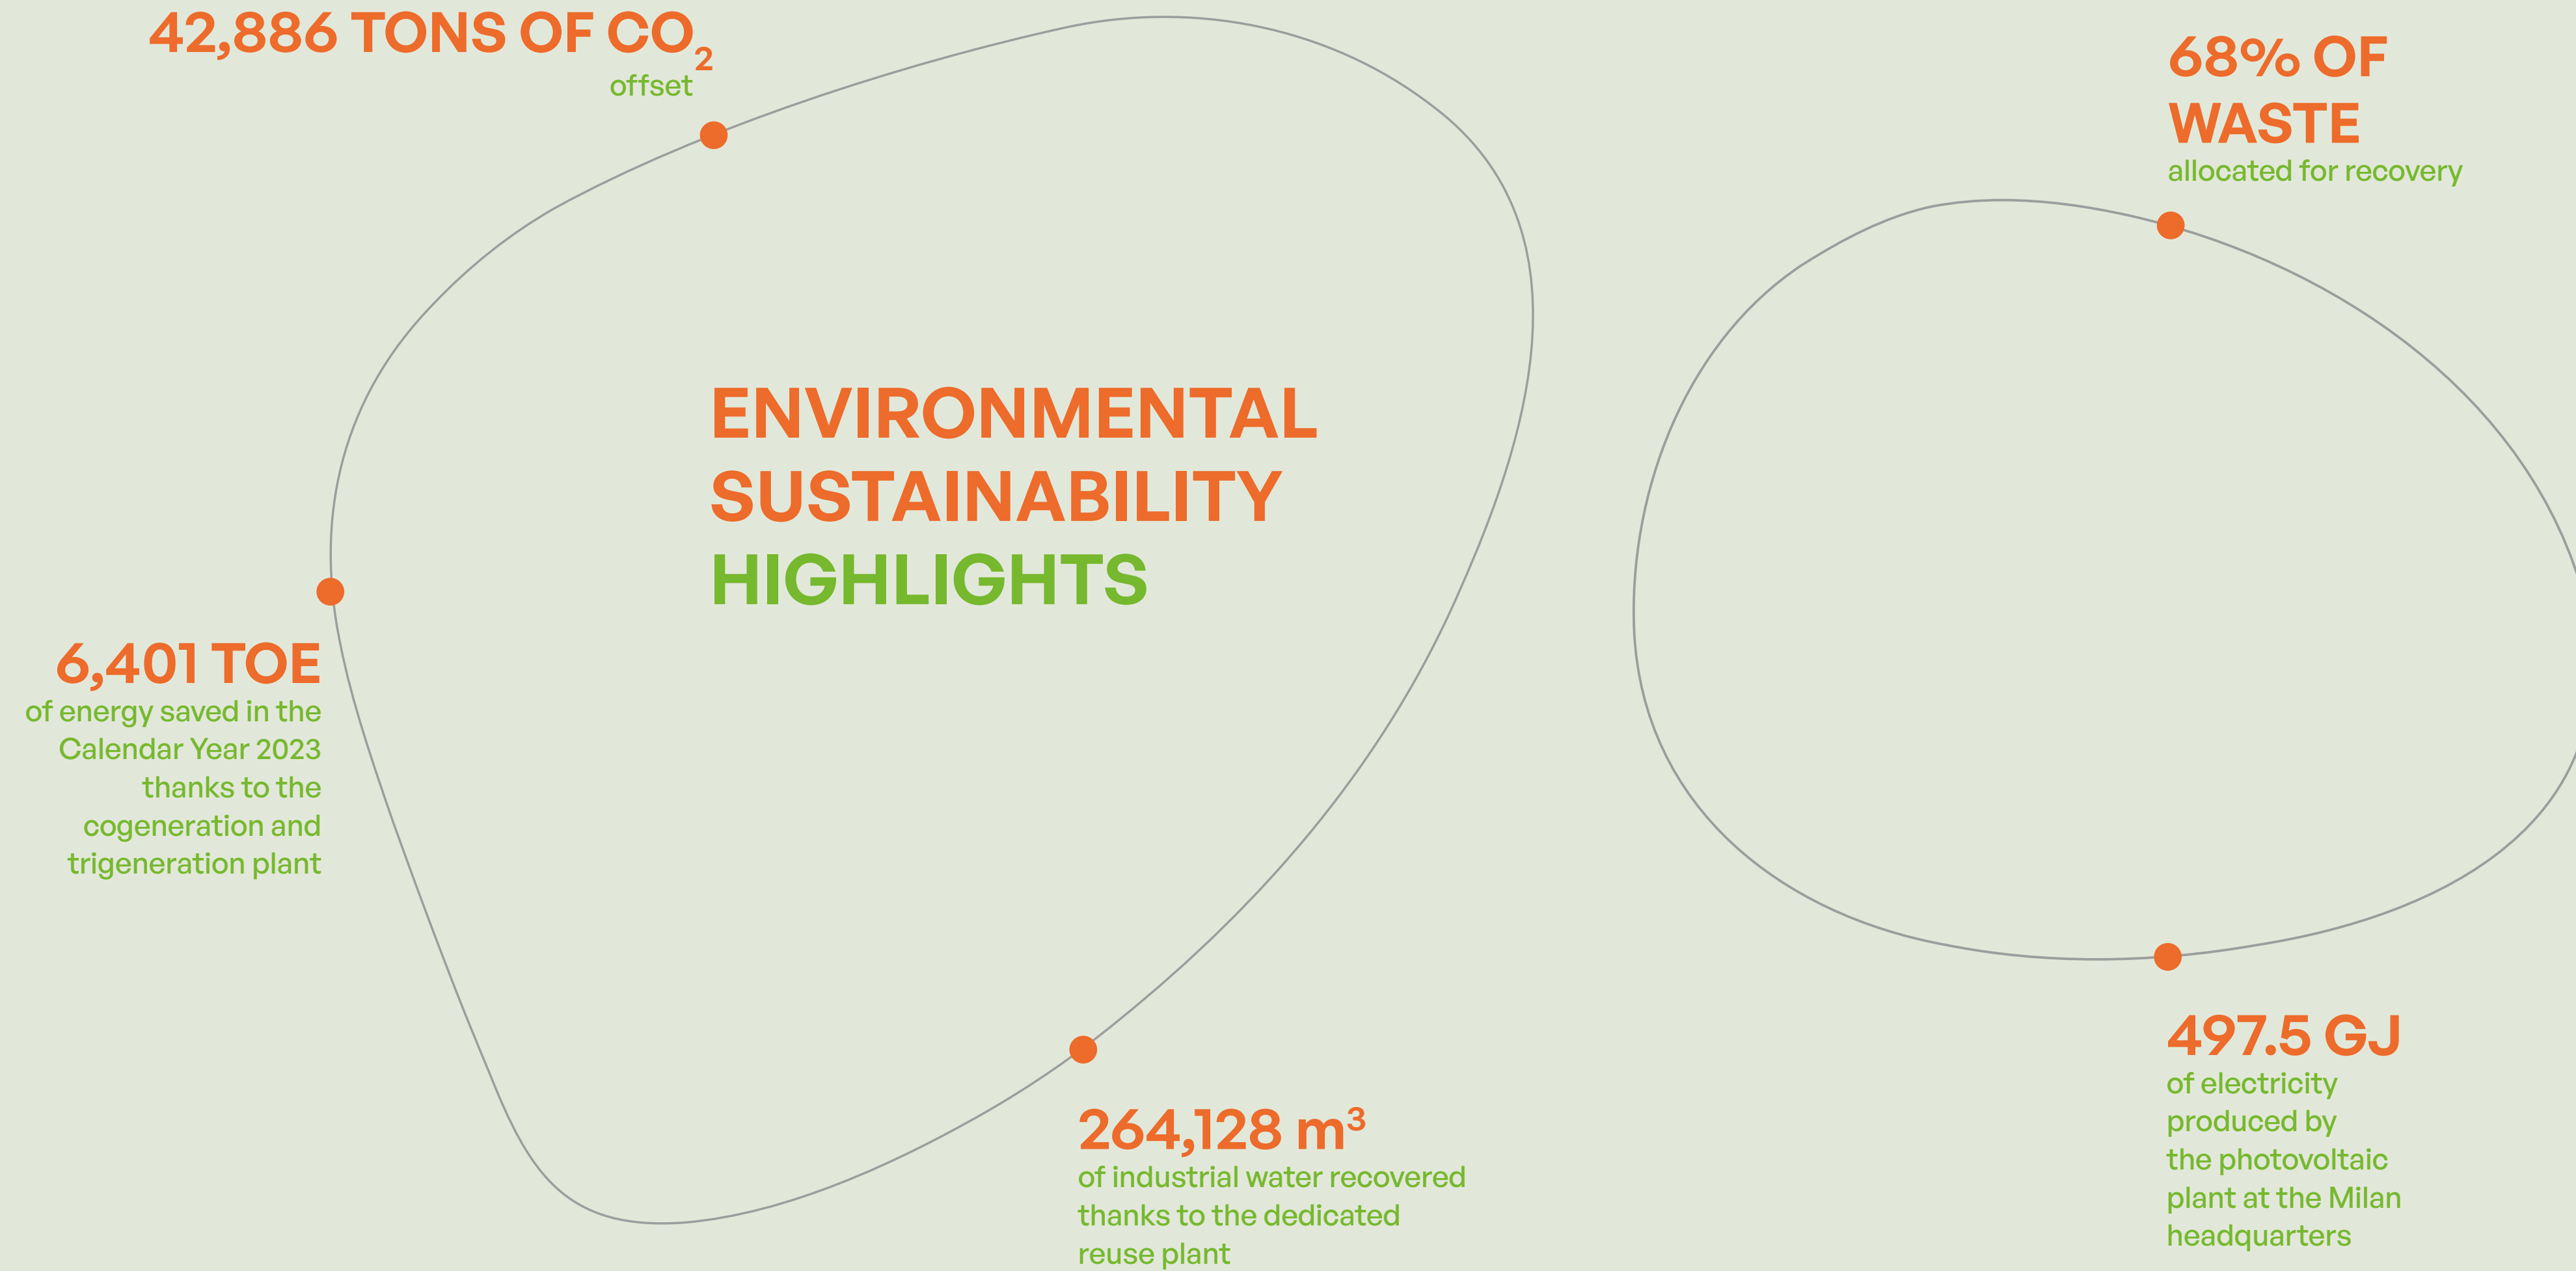 42,886 TONS OF CO₂
offset
ENVIRONMENTAL
SUSTAINABILITY
HIGHLIGHTS
6,401 TOE
of energy saved in the
Calendar Year 2023
thanks to the
cogeneration and
trigeneration plant
264,128 m³
of industrial water recovered
thanks to the dedicated
reuse plant
68% OF
WASTE
allocated for recovery
497.5 GJ
of electricity
produced by
the photovoltaic
plant at the Milan
headquarters